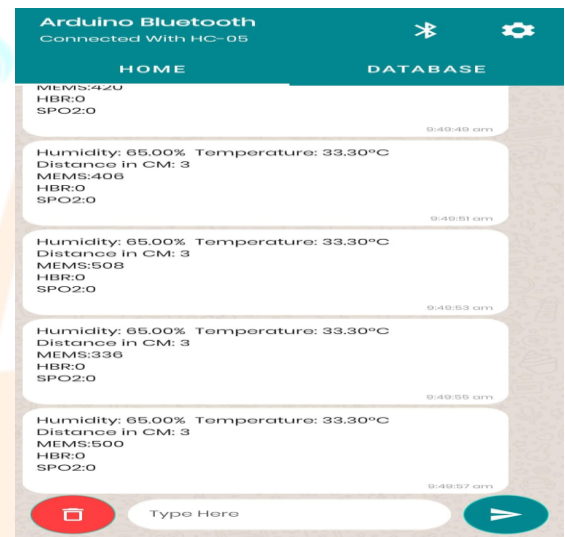 Arduino Bluetooth
Connected With HC-05
HOME DATABASE
MEMS:420
HBR:0
SPO2:0
9:49:49 am
Humidity: 65.00% Temperature: 33.30ºC
Distance in CM: 3
MEMS:406
HBR:0
SPO2:0
9:49:51 am
Humidity: 65.00% Temperature: 33.30ºC
Distance in CM: 3
MEMS:508
HBR:0
SPO2:0
9:49:53 am
Humidity: 65.00% Temperature: 33.30ºC
Distance in CM: 3
MEMS:336
HBR:0
SPO2:0
9:49:55 am
Humidity: 65.00% Temperature: 33.30ºC
Distance in CM: 3
MEMS:500
HBR:0
SPO2:0
9:49:57 am
Type Here